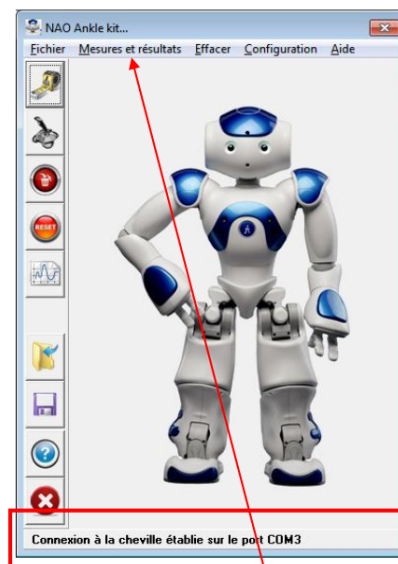 NAO Ankle kit...
Fichier Mesures et résultats Effacer Configuration Aide
RESET
Connexion à la cheville établie sur le port COM3